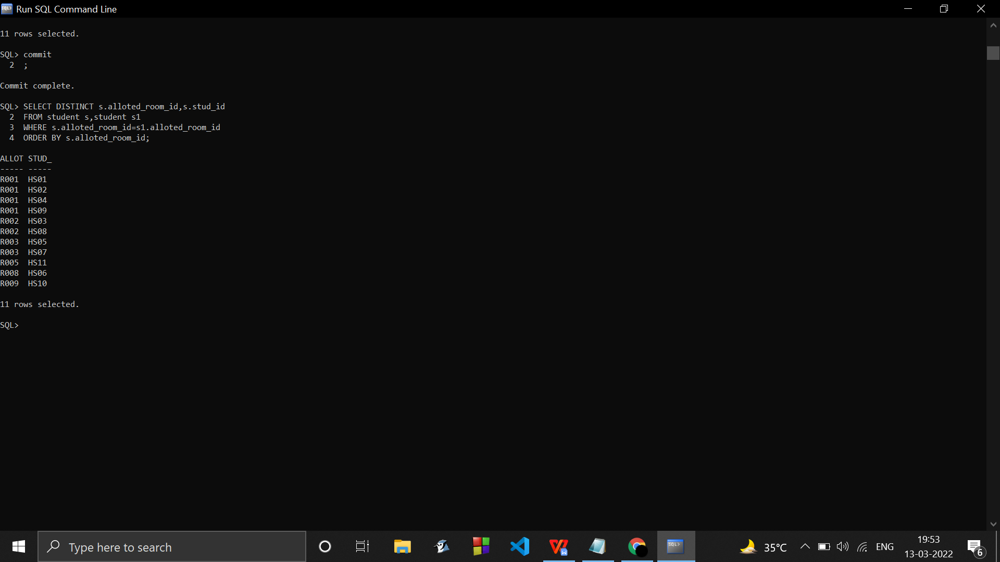 Run SQL Command Line
11 rows selected.
SQL> commit
2 ;
Commit complete.
SQL> SELECT DISTINCT s.alloted_room_id,s.stud_id
2 FROM student s,student s1
3 WHERE s.alloted_room_id=s1.alloted_room_id
4 ORDER BY s.alloted_room_id;
ALLOT STUD_
----- -----
R001 HS01
R001 HS02
R001 HS04
R001 HS09
R002 HS03
R002 HS08
R003 HS05
R003 HS07
R005 HS11
R008 HS06
R009 HS10
11 rows selected.
SQL>
Type here to search
35°C
ENG
19:53
13-03-2022
6